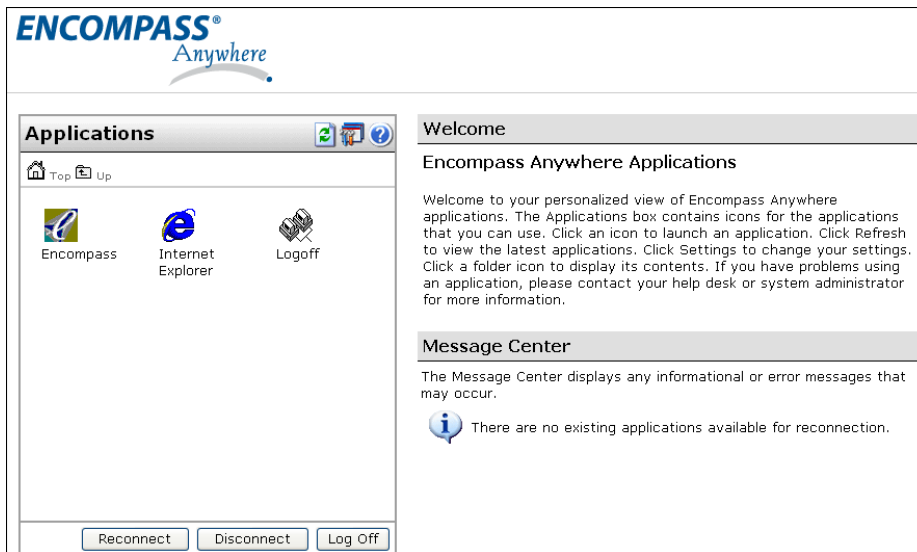 ENCOMPASS®
Anywhere
Applications
Top Up
Encompass
Internet
Explorer
Logoff
Reconnect Disconnect Log Off
Welcome
Encompass Anywhere Applications
Welcome to your personalized view of Encompass Anywhere
applications. The Applications box contains icons for the applications
that you can use. Click an icon to launch an application. Click Refresh
to view the latest applications. Click Settings to change your settings.
Click a folder icon to display its contents. If you have problems using
an application, please contact your help desk or system administrator
for more information.
Message Center
The Message Center displays any informational or error messages that
may occur.
There are no existing applications available for reconnection.